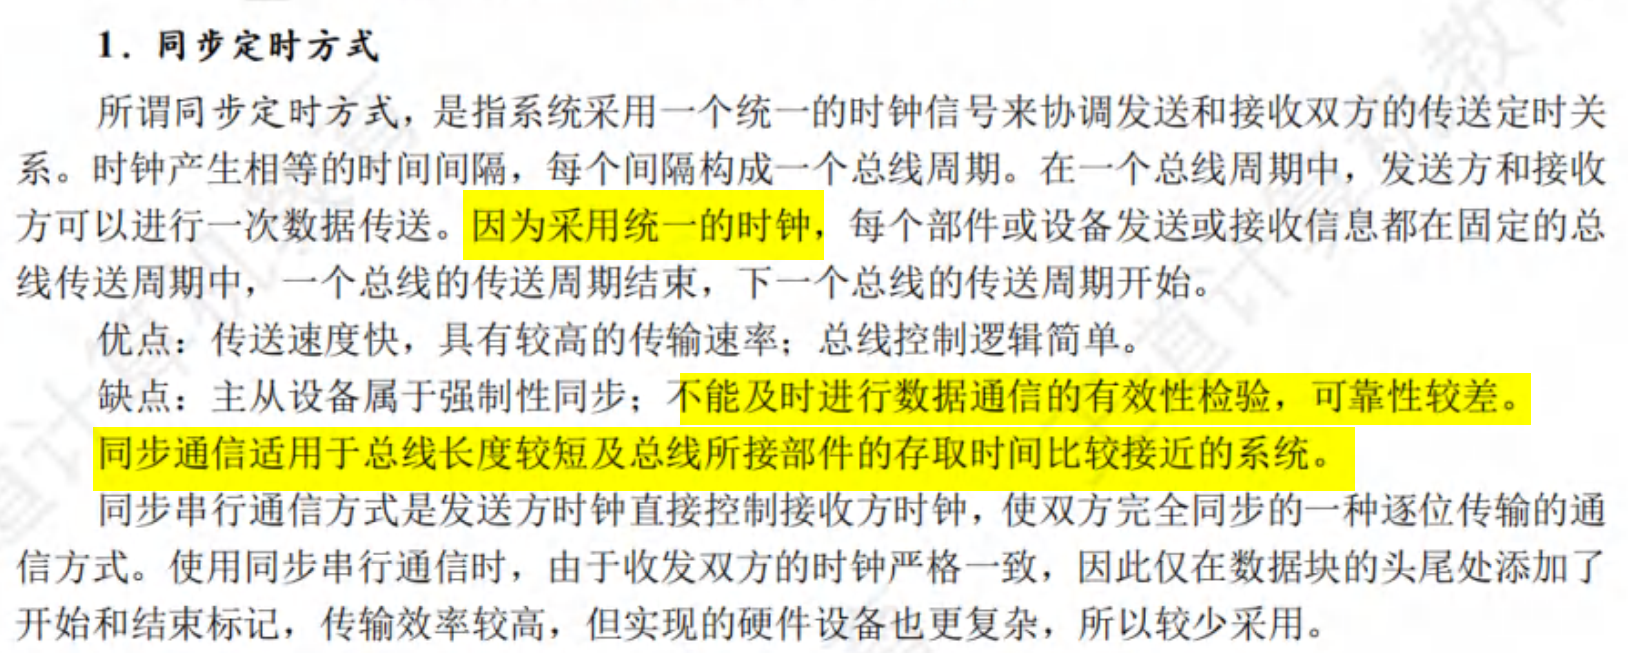 1. 同步定时方式
所谓同步定时方式，是指系统采用一个统一的时钟信号来协调发送和接收双方的传送定时关
系。时钟产生相等的时间间隔，每个间隔构成一个总线周期。在一个总线周期中，发送方和接收
方可以进行一次数据传送。因为采用统一的时钟，每个部件或设备发送或接收信息都在固定的总
线传送周期中，一个总线的传送周期结束，下一个总线的传送周期开始。
优点：传送速度快，具有较高的传输速率；总线控制逻辑简单。
缺点：主从设备属于强制性同步；不能及时进行数据通信的有效性检验，可靠性较差。
同步通信适用于总线长度较短及总线所接部件的存取时间比较接近的系统。
同步串行通信方式是发送方时钟直接控制接收方时钟，使双方完全同步的一种逐位传输的通
信方式。使用同步串行通信时，由于收发双方的时钟严格一致，因此仅在数据块的头尾处添加了
开始和结束标记，传输效率较高，但实现的硬件设备也更复杂，所以较少采用。